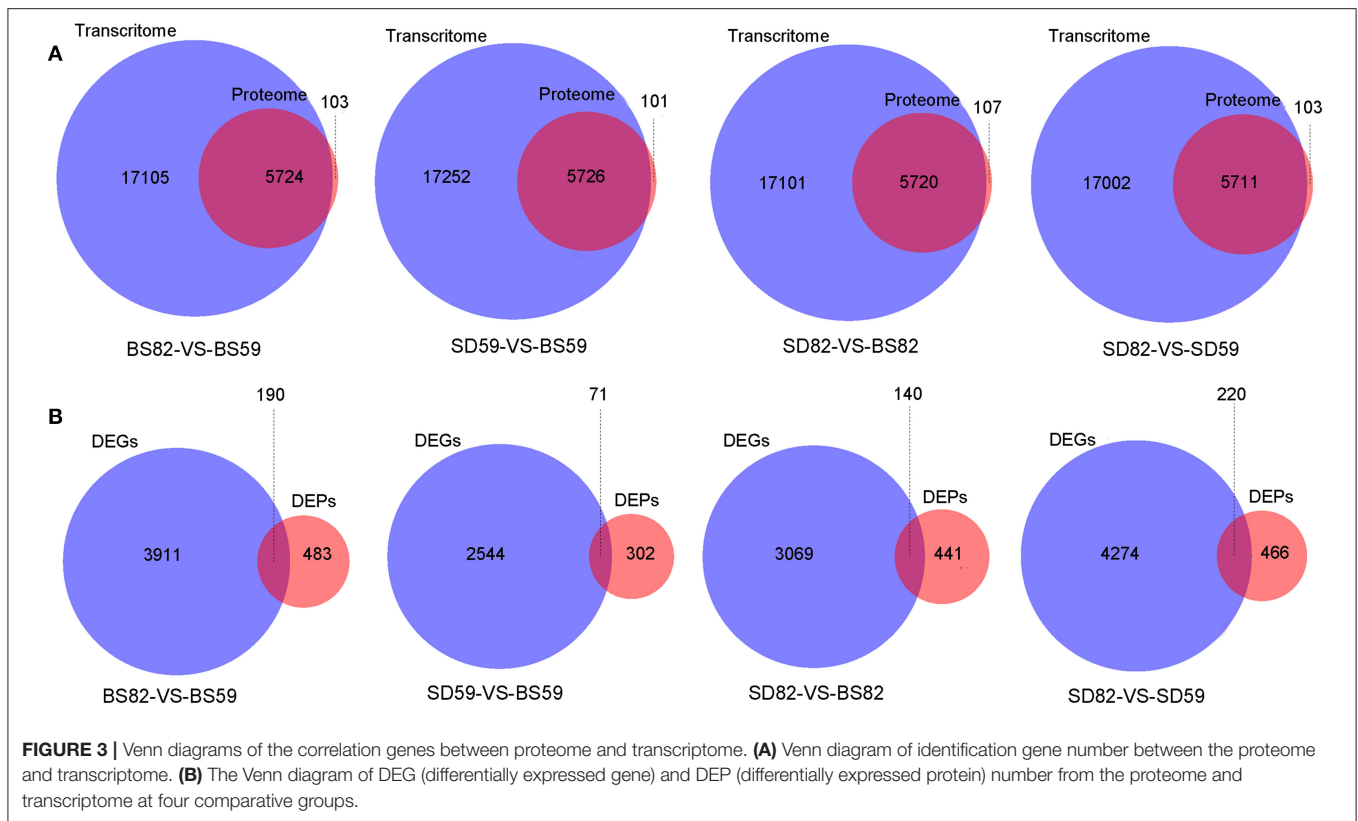 A
Transcritome
Proteome
103
17105
5724
BS82-VS-BS59
Transcritome
Proteome
101
17252
5726
SD59-VS-BS59
Transcritome
Proteome
107
17101
5720
SD82-VS-BS82
Transcritome
Proteome
103
17002
5711
SD82-VS-SD59
B
190
DEGs
DEPs
3911
483
BS82-VS-BS59
71
DEGs
DEPs
2544
302
SD59-VS-BS59
140
DEGs
DEPs
3069
441
SD82-VS-BS82
220
DEGs
DEPs
4274
466
SD82-VS-SD59
FIGURE 3 | Venn diagrams of the correlation genes between proteome and transcriptome. (A) Venn diagram of identification gene number between the proteome
and transcriptome. (B) The Venn diagram of DEG (differentially expressed gene) and DEP (differentially expressed protein) number from the proteome and
transcriptome at four comparative groups.